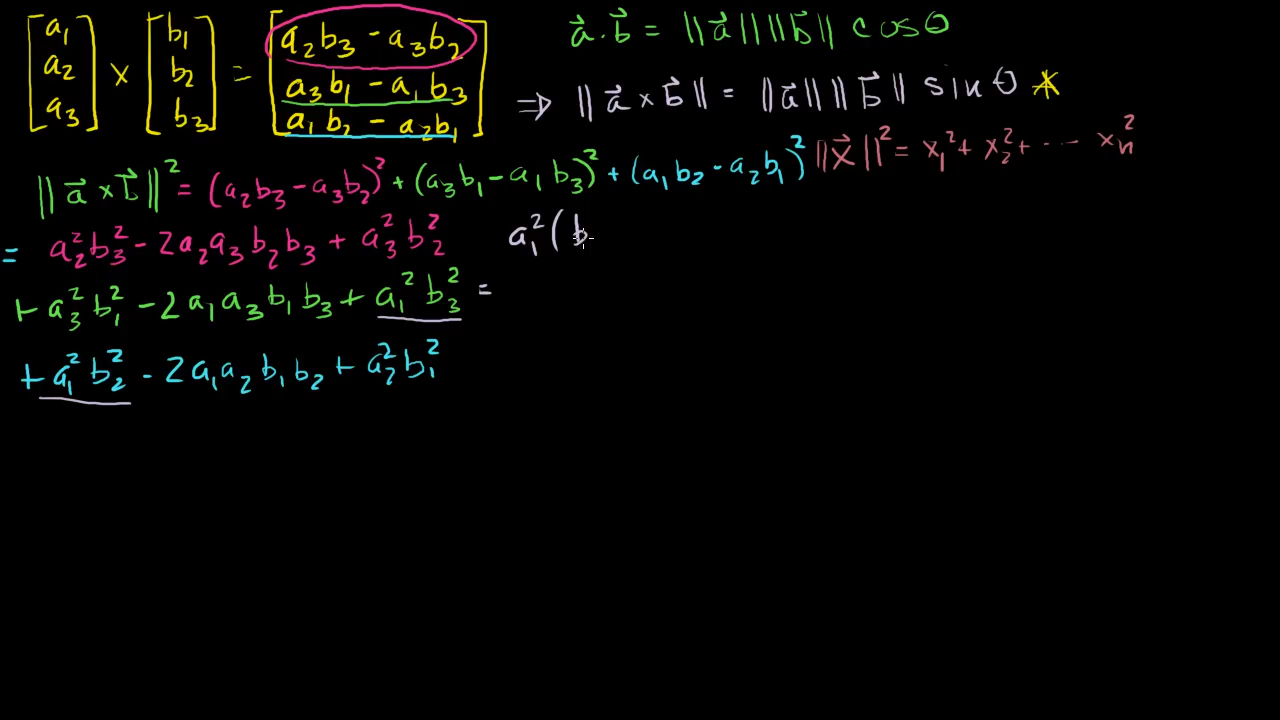 [a₁ a₂ a₃] × [b₁ b₂ b₃] = [a₂b₃ − a₃b₂ a₃b₁ − a₁b₃ a₁b₂ − a₂b₁]
a⃗ · b⃗ = ‖a⃗‖ ‖b⃗‖ cos θ
⇒ ‖a⃗ × b⃗‖ = ‖a⃗‖ ‖b⃗‖ sin θ *
‖x⃗‖² = x₁² + x₂² + ⋯ xₙ²
‖a⃗ × b⃗‖² = (a₂b₃ − a₃b₂)² + (a₃b₁ − a₁b₃)² + (a₁b₂ − a₂b₁)²
= a₂²b₃² − 2a₂a₃b₂b₃ + a₃²b₂²
+ a₃²b₁² − 2a₁a₃b₁b₃ + a₁²b₃² =
+ a₁²b₂² − 2a₁a₂b₁b₂ + a₂²b₁²
a₁²(b